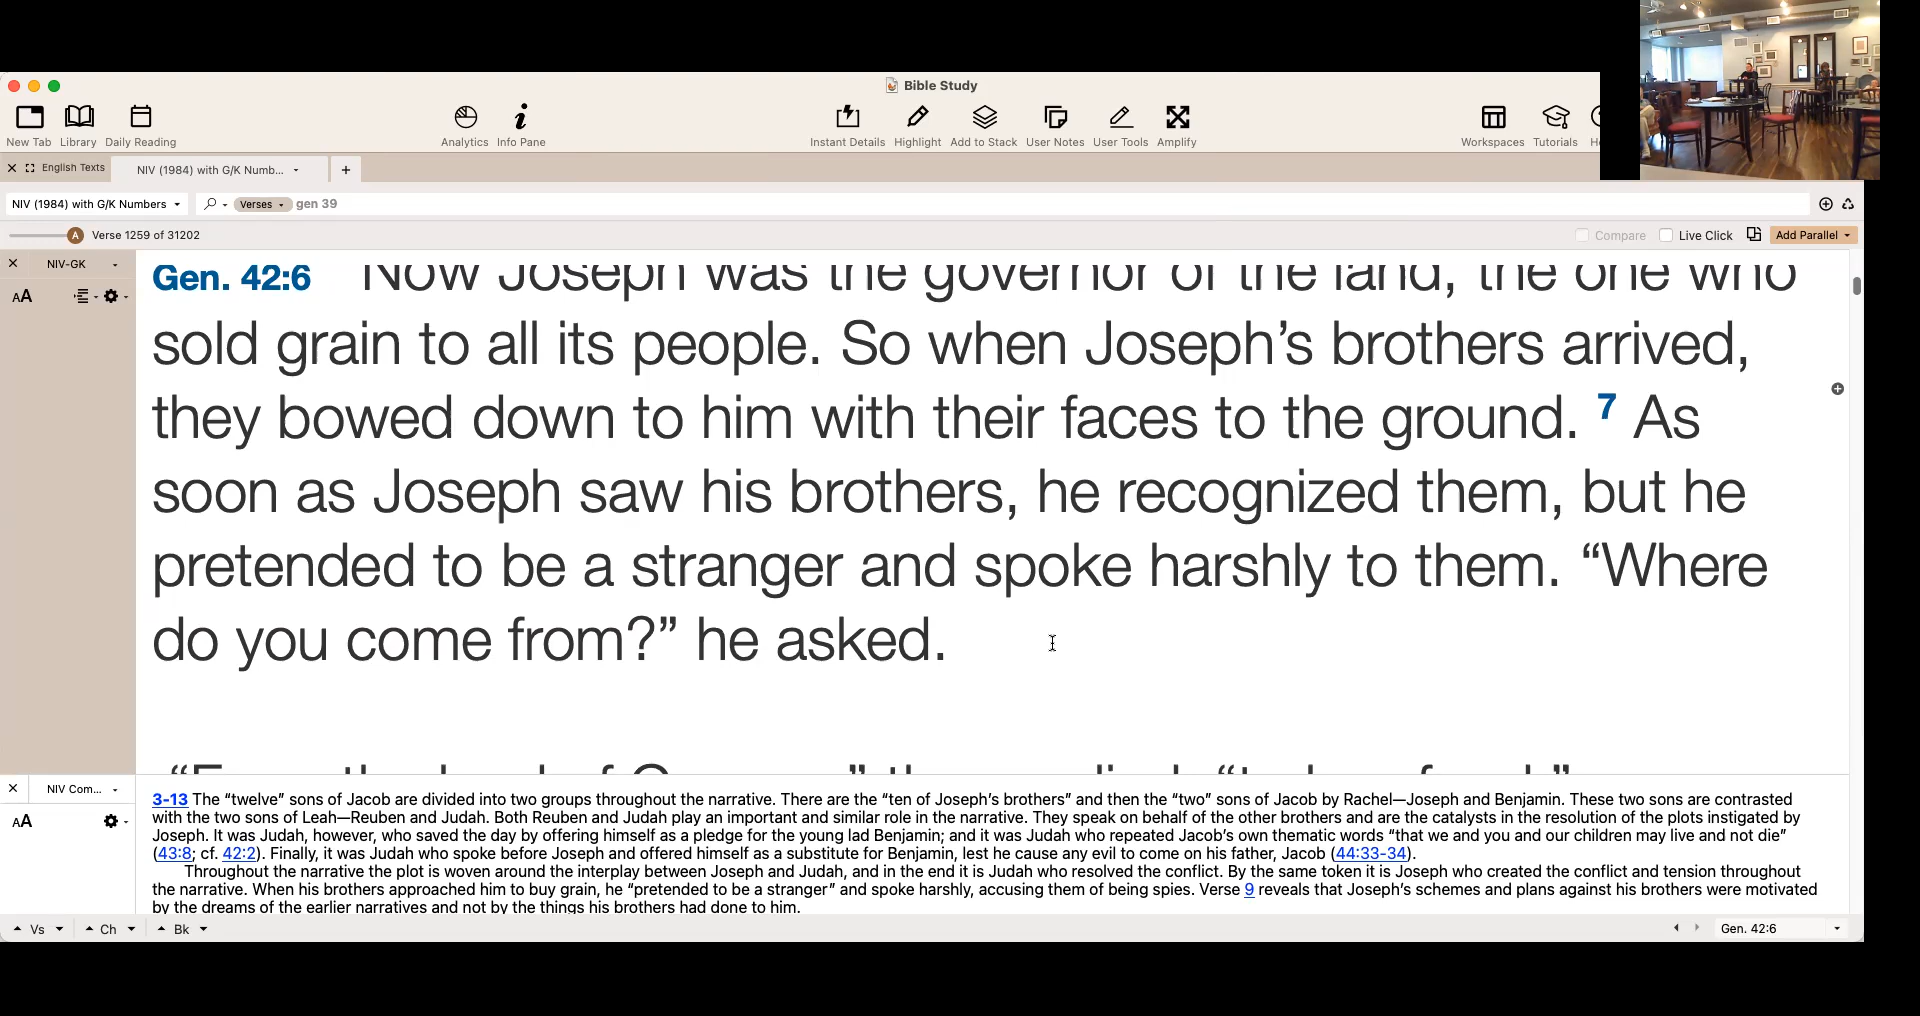 Bible Study
New Tab Library Daily Reading Analytics Info Pane Instant Details Highlight Add to Stack User Notes User Tools Amplify Workspaces Tutorials
English Texts NIV (1984) with G/K Numb...
NIV (1984) with G/K Numbers Verses gen 39
A Verse 1259 of 31202 Compare Live Click Add Parallel
NIV-GK
AA
Gen. 42:6 Now Joseph was the governor of the land, the one who
sold grain to all its people. So when Joseph’s brothers arrived,
they bowed down to him with their faces to the ground. 7 As
soon as Joseph saw his brothers, he recognized them, but he
pretended to be a stranger and spoke harshly to them. “Where
do you come from?” he asked.
NIV Com...
AA
3-13 The “twelve” sons of Jacob are divided into two groups throughout the narrative. There are the “ten of Joseph’s brothers” and then the “two” sons of Jacob by Rachel—Joseph and Benjamin. These two sons are contrasted
with the two sons of Leah—Reuben and Judah. Both Reuben and Judah play an important and similar role in the narrative. They speak on behalf of the other brothers and are the catalysts in the resolution of the plots instigated by
Joseph. It was Judah, however, who saved the day by offering himself as a pledge for the young lad Benjamin; and it was Judah who repeated Jacob’s own thematic words “that we and you and our children may live and not die”
(43:8; cf. 42:2). Finally, it was Judah who spoke before Joseph and offered himself as a substitute for Benjamin, lest he cause any evil to come on his father, Jacob (44:33-34).
Throughout the narrative the plot is woven around the interplay between Joseph and Judah, and in the end it is Judah who resolved the conflict. By the same token it is Joseph who created the conflict and tension throughout
the narrative. When his brothers approached him to buy grain, he “pretended to be a stranger” and spoke harshly, accusing them of being spies. Verse 9 reveals that Joseph’s schemes and plans against his brothers were motivated
by the dreams of the earlier narratives and not by the things his brothers had done to him.
Vs Ch Bk Gen. 42:6